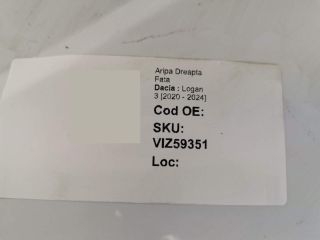 Aripa Dreapta
Fata
Dacia : Logan
3 [2020 - 2024]
Cod OE:
SKU:
VIZ59351
Loc: